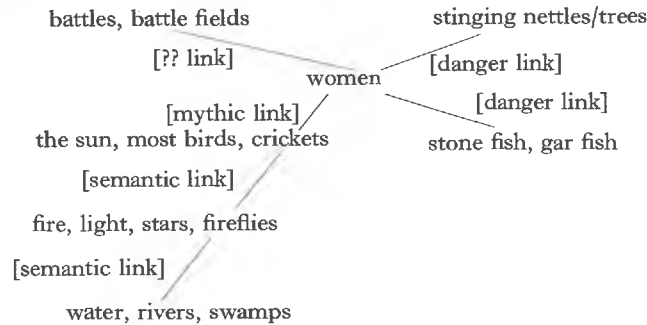 battles, battle fields
stinging nettles/trees
[?? link]
[danger link]
women
[danger link]
[mythic link]
the sun, most birds, crickets
stone fish, gar fish
[semantic link]
fire, light, stars, fireflies
[semantic link]
water, rivers, swamps